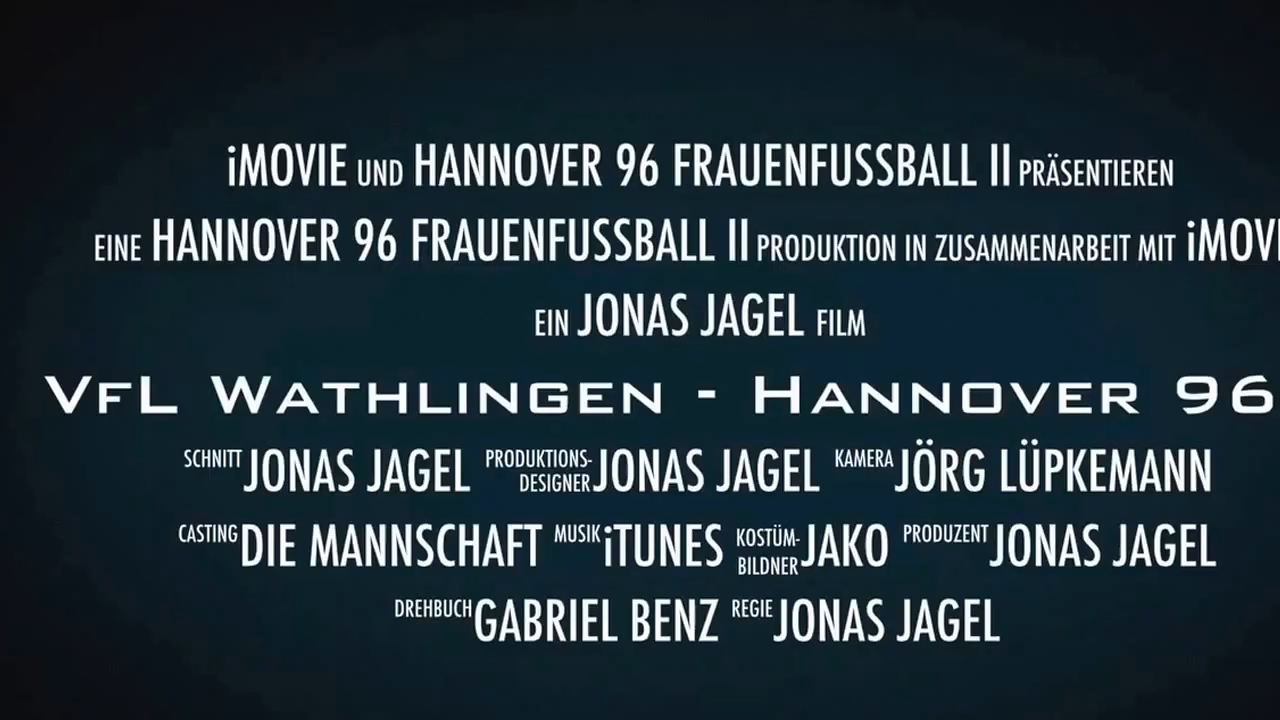 iMOVIE UND HANNOVER 96 FRAUENFUSSBALL II PRÄSENTIEREN
EINE HANNOVER 96 FRAUENFUSSBALL II PRODUKTION IN ZUSAMMENARBEIT MIT iMOVI
EIN JONAS JAGEL FILM
VFL WATHLINGEN - HANNOVER 96
SCHNITT JONAS JAGEL PRODUKTIONS-DESIGNER JONAS JAGEL KAMERA JÖRG LÜPKEMANN
CASTING DIE MANNSCHAFT MUSIK iTUNES KOSTÜM-BILDNER JAKO PRODUZENT JONAS JAGEL
DREHBUCH GABRIEL BENZ REGIE JONAS JAGEL